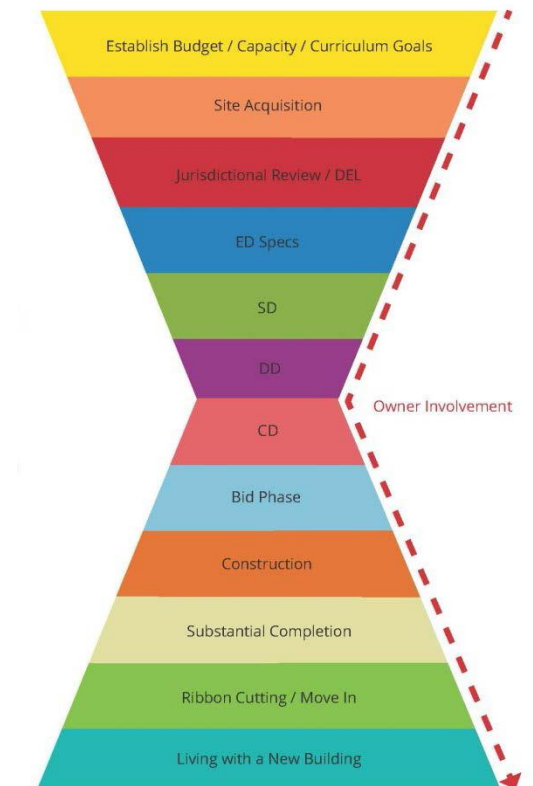 Establish Budget / Capacity / Curriculum Goals
Site Acquisition
Jurisdictional Review / DEL
ED Specs
SD
DD
Owner Involvement
CD
Bid Phase
Construction
Substantial Completion
Ribbon Cutting / Move In
Living with a New Building